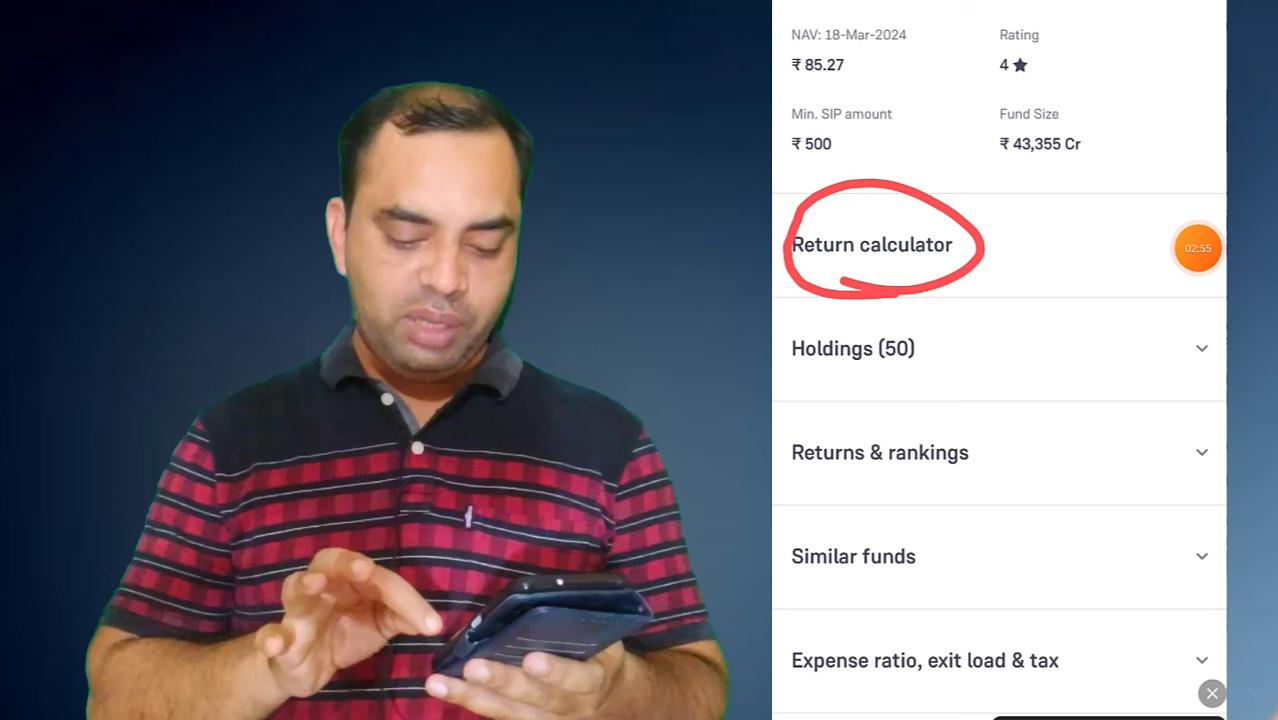 NAV: 18-Mar-2024
Rating
₹ 85.27
4 ★
Min. SIP amount
Fund Size
₹ 500
₹ 43,355 Cr
Return calculator
02:55
Holdings (50)
Returns & rankings
Similar funds
Expense ratio, exit load & tax